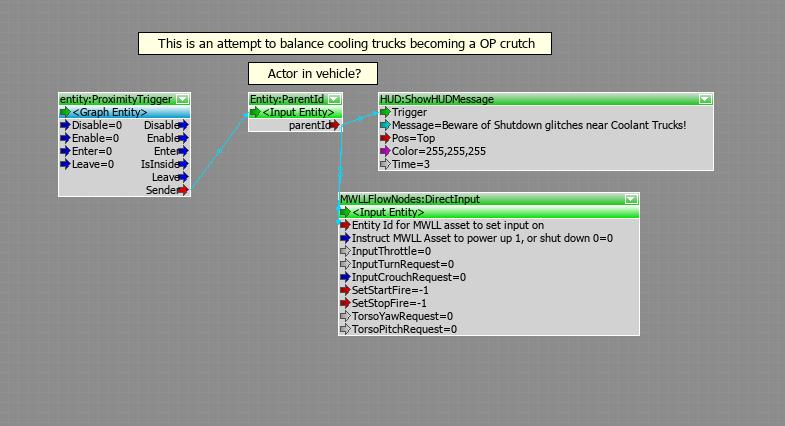 This is an attempt to balance cooling trucks becoming a OP crutch
Actor in vehicle?
entity:ProximityTrigger
<Graph Entity>
Disable=0 Disable
Enable=0 Enable
Enter=0 Enter
Leave=0 IsInside
Leave
Sender
Entity:ParentId
<Input Entity>
parentId
HUD:ShowHUDMessage
Trigger
Message=Beware of Shutdown glitches near Coolant Trucks!
Pos=Top
Color=255,255,255
Time=3
MWLLFlowNodes:DirectInput
<Input Entity>
Entity Id for MWLL asset to set input on
Instruct MWLL Asset to power up 1, or shut down 0=0
InputThrottle=0
InputTurnRequest=0
InputCrouchRequest=0
SetStartFire=-1
SetStopFire=-1
TorsoYawRequest=0
TorsoPitchRequest=0